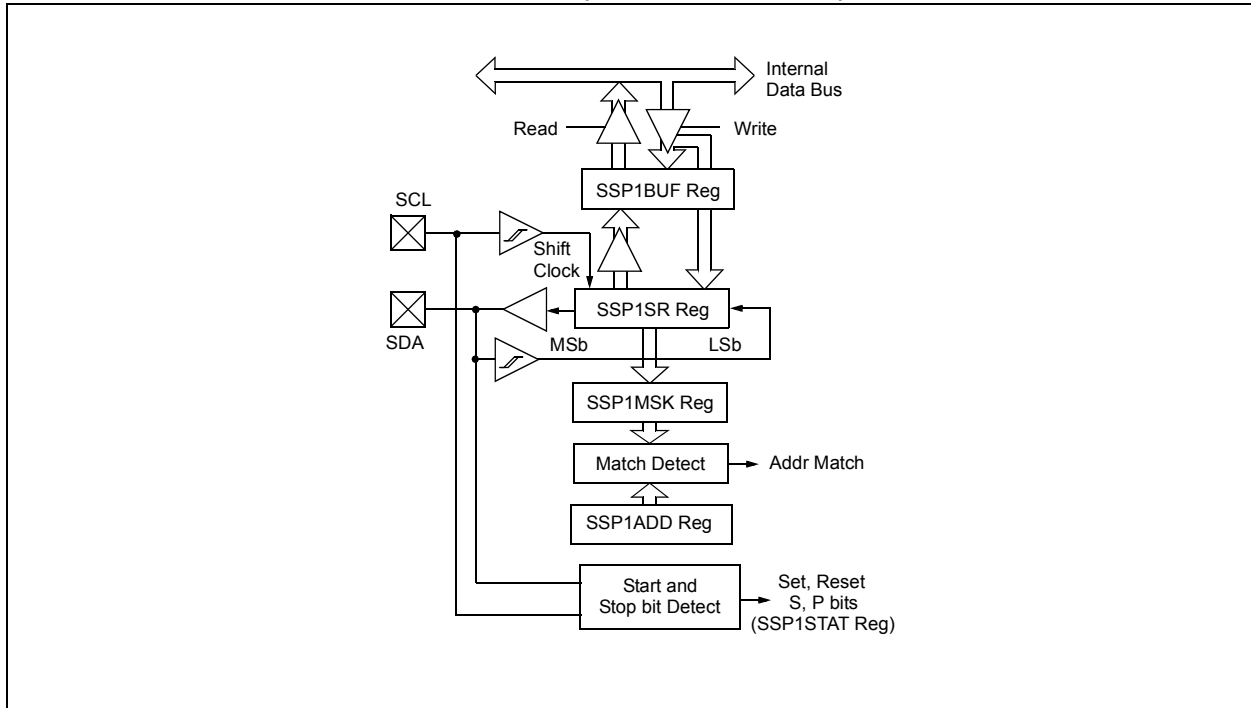 Internal
Data Bus
Read
Write
SSP1BUF Reg
SCL
Shift
Clock
SSP1SR Reg
SDA
MSb
LSb
SSP1MSK Reg
Match Detect
Addr Match
SSP1ADD Reg
Start and
Stop bit Detect
Set, Reset
S, P bits
(SSP1STAT Reg)